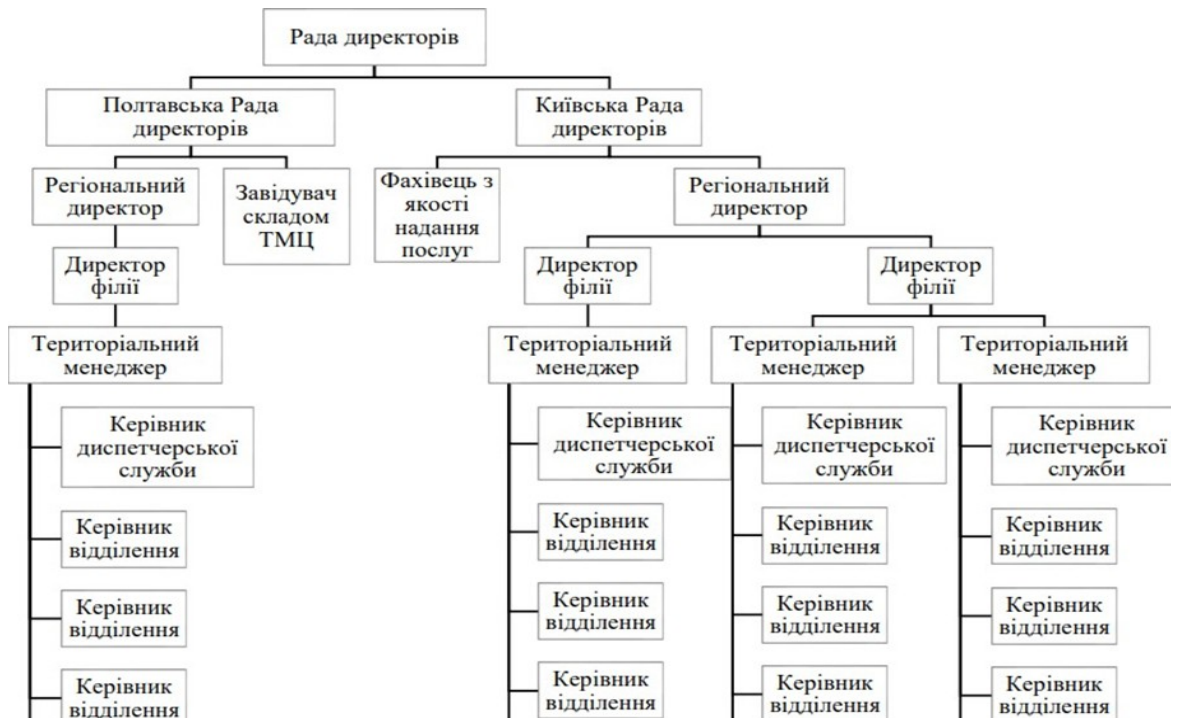 Рада директорів
Полтавська Рада
директорів
Київська Рада
директорів
Регіональний
директор
Завідувач
складом
ТМЦ
Фахівець з
якості
надання
послуг
Регіональний
директор
Директор
філії
Директор
філії
Директор
філії
Територіальний
менеджер
Територіальний
менеджер
Територіальний
менеджер
Територіальний
менеджер
Керівник
диспетчерської
служби
Керівник
диспетчерської
служби
Керівник
диспетчерської
служби
Керівник
диспетчерської
служби
Керівник
відділення
Керівник
відділення
Керівник
відділення
Керівник
відділення
Керівник
відділення
Керівник
відділення
Керівник
відділення
Керівник
відділення
Керівник
відділення
Керівник
відділення
Керівник
відділення
Керівник
відділення